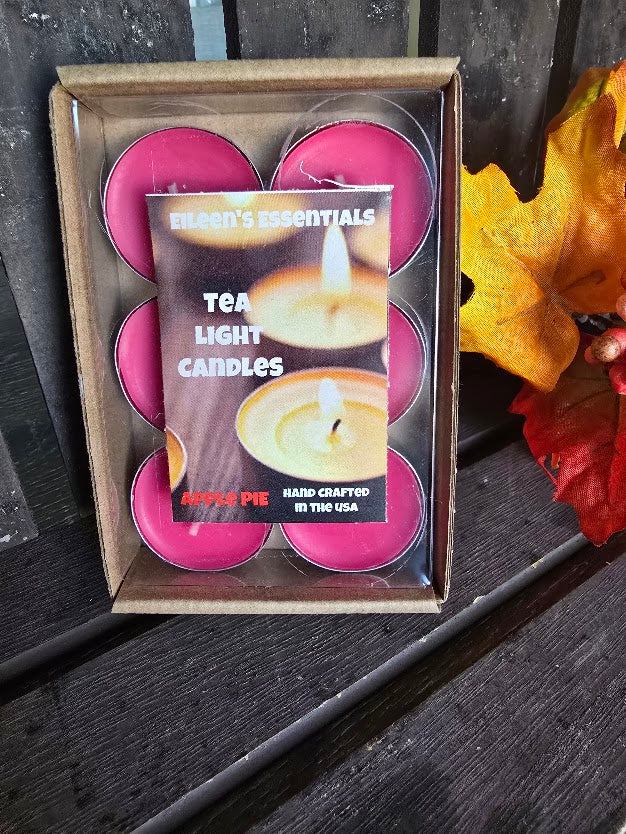 Eileen's Essentials
Tea
Light
Candles
Apple Pie
Hand Crafted
in the USA